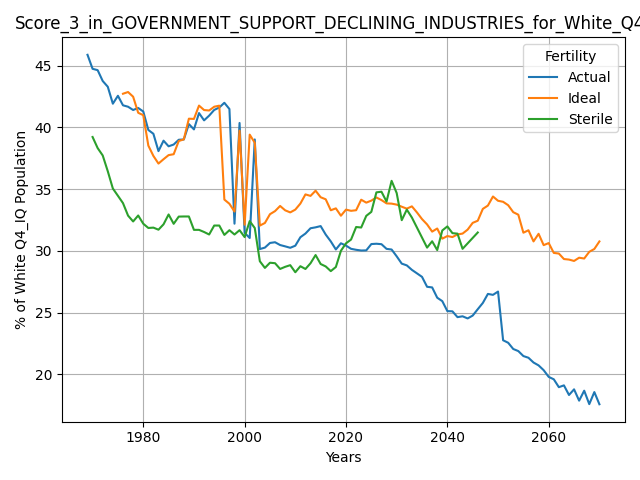 Score_3_in_GOVERNMENT_SUPPORT_DECLINING_INDUSTRIES_for_White_Q4
Fertility
Actual
Ideal
Sterile
% of White Q4_IQ Population
45
40
35
30
25
20
1980
2000
2020
2040
2060
Years